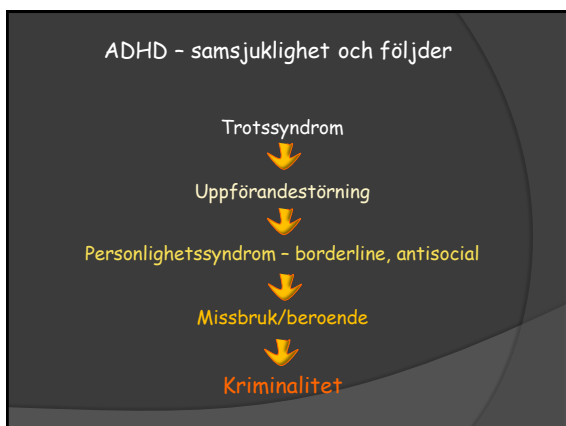 ADHD – samsjuklighet och följder
Trotssyndrom
Uppförandestörning
Personlighetssyndrom – borderline, antisocial
Missbruk/beroende
Kriminalitet